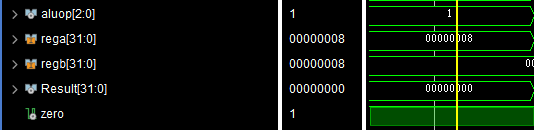 aluop[2:0] 1 1
rega[31:0] 00000008 00000008
regb[31:0] 00000008 00
Result[31:0] 00000000 00000000
zero 1